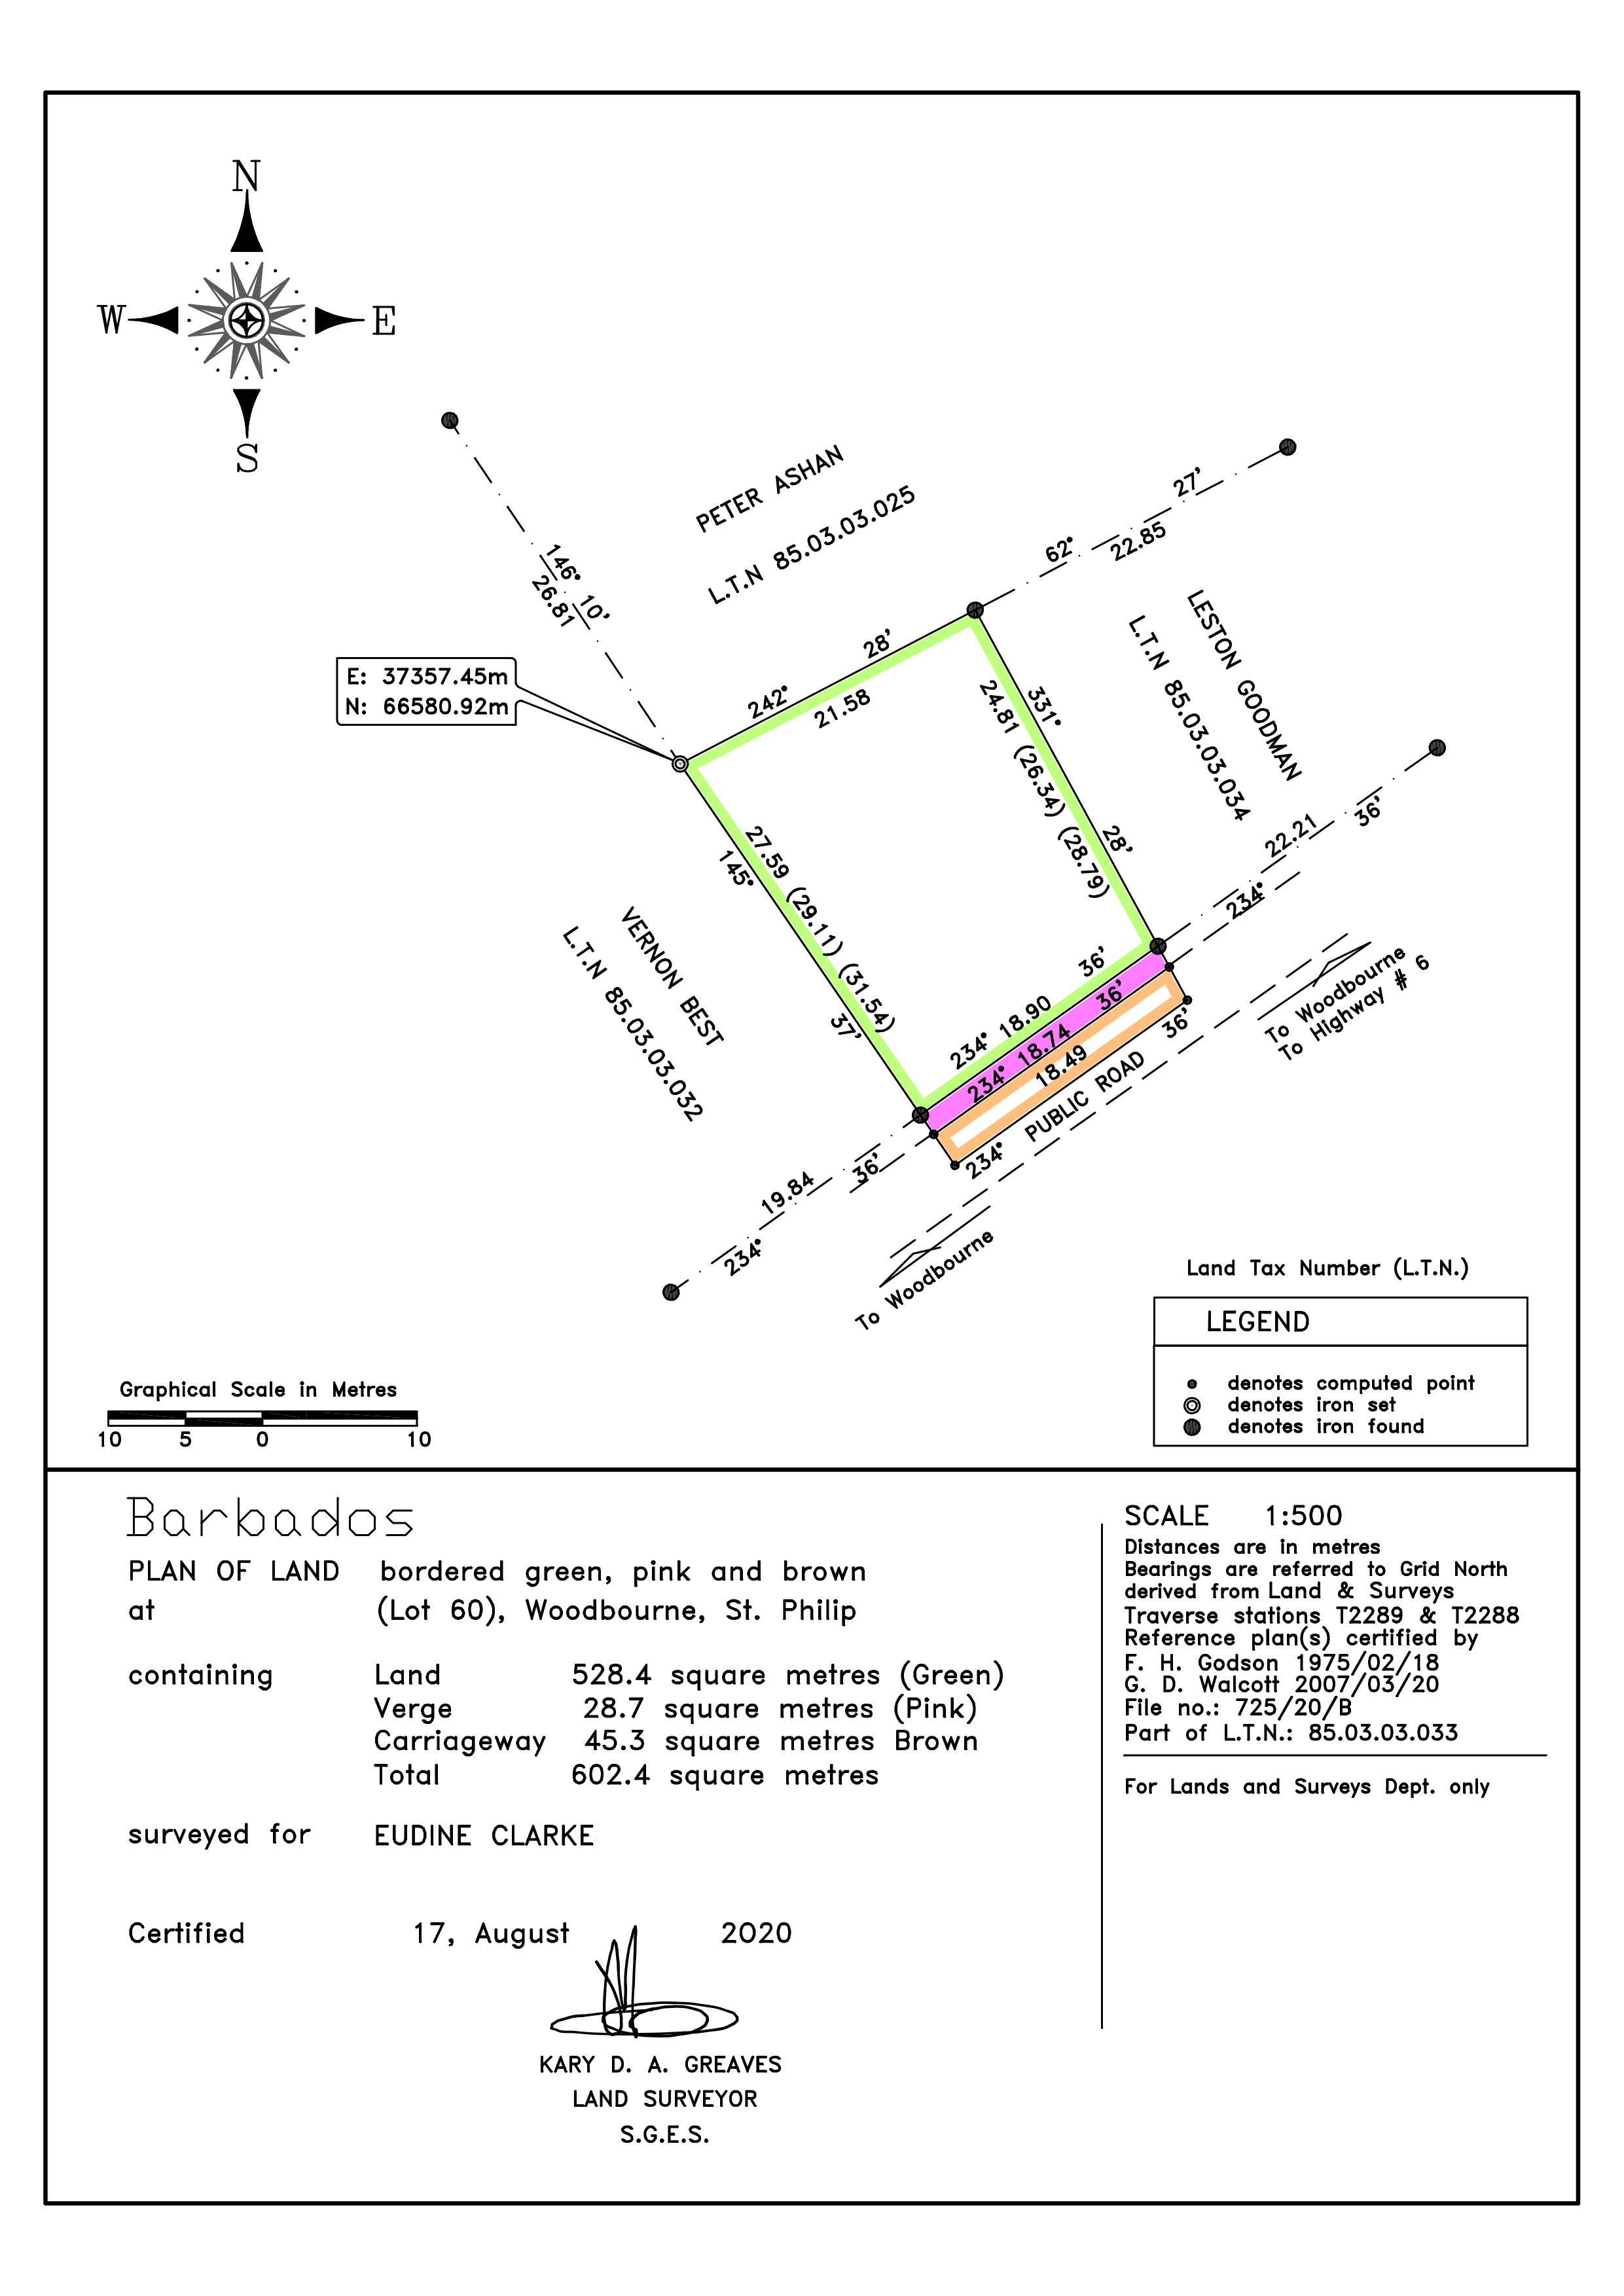 N
W
E
S
PETER ASHAN
L.T.N 85.03.03.025
27'
62°
22.85
146° 10'
26.81
LESTON GOODMAN
L.T.N 85.03.03.034
E: 37357.45m
N: 66580.92m
242° 28'
21.58
331° 28'
24.81 (26.34) (28.79)
22.21
36'
234°
27.59 (29.11) (31.54)
145° 37'
VERNON BEST
L.T.N 85.03.03.032
36'
234° 18.90
36'
234° 18.74
18.49
36'
234°
PUBLIC ROAD
To Woodbourne
To Highway # 6
36'
19.84
234°
To Woodbourne
Land Tax Number (L.T.N.)
LEGEND
denotes computed point
denotes iron set
denotes iron found
Graphical Scale in Metres
10 5 0 10
Barbados
PLAN OF LAND bordered green, pink and brown
at (Lot 60), Woodbourne, St. Philip
containing Land 528.4 square metres (Green)
Verge 28.7 square metres (Pink)
Carriageway 45.3 square metres Brown
Total 602.4 square metres
surveyed for EUDINE CLARKE
Certified 17, August 2020
KARY D. A. GREAVES
LAND SURVEYOR
S.G.E.S.
SCALE 1:500
Distances are in metres
Bearings are referred to Grid North
derived from Land & Surveys
Traverse stations T2289 & T2288
Reference plan(s) certified by
F. H. Godson 1975/02/18
G. D. Walcott 2007/03/20
File no.: 725/20/B
Part of L.T.N.: 85.03.03.033
For Lands and Surveys Dept. only